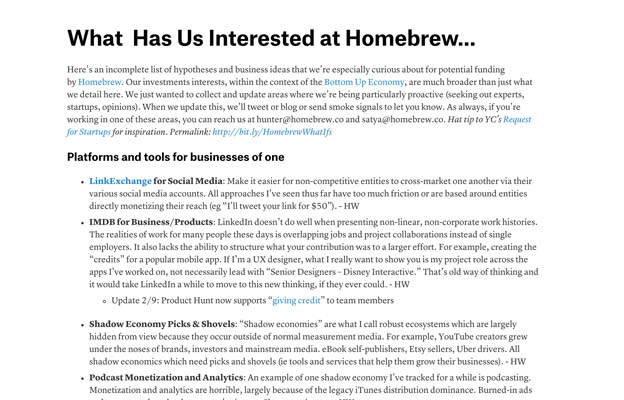 What Has Us Interested at Homebrew...
Here's an incomplete list of hypotheses and business ideas that we're especially curious about for potential funding
by Homebrew. Our investments interests, within the context of the Bottom Up Economy, are much broader than just what
we detail here. We just wanted to collect and update areas where we're being particularly proactive (seeking out experts,
startups, opinions). When we update this, we'll tweet or blog or send smoke signals to let you know. As always, if you're
working in one of these areas, you can reach us at hunter@homebrew.co and satya@homebrew.co. Hat tip to YC's Request
for Startups for inspiration. Permalink: http://bit.ly/HomebrewWhatIfs
Platforms and tools for businesses of one
• LinkExchange for Social Media: Make it easier for non-competitive entities to cross-market one another via their
various social media accounts. All approaches I've seen thus far have too much friction or are based around entities
directly monetizing their reach (eg "I'll tweet your link for $50"). - HW
• IMDB for Business/Products: LinkedIn doesn't do well when presenting non-linear, non-corporate work histories.
The realities of work for many people these days is overlapping jobs and project collaborations instead of single
employers. It also lacks the ability to structure what your contribution was to a larger effort. For example, creating the
"credits" for a popular mobile app. If I'm a UX designer, what I really want to show you is my project role across the
apps I've worked on, not necessarily lead with "Senior Designers - Disney Interactive." That's old way of thinking and
it would take LinkedIn a while to move to this new thinking, if they ever could. - HW
◦ Update 2/9: Product Hunt now supports "giving credit" to team members
• Shadow Economy Picks & Shovels: "Shadow economies" are what I call robust ecosystems which are largely
hidden from view because they occur outside of normal measurement media. For example, YouTube creators grew
under the noses of brands, investors and mainstream media. eBook self-publishers, Etsy sellers, Uber drivers. All
shadow economies which need picks and shovels (ie tools and services that help them grow their businesses). - HW
• Podcast Monetization and Analytics: An example of one shadow economy I've tracked for a while is podcasting.
Monetization and analytics are horrible, largely because of the legacy iTunes distribution dominance. Burned-in ads